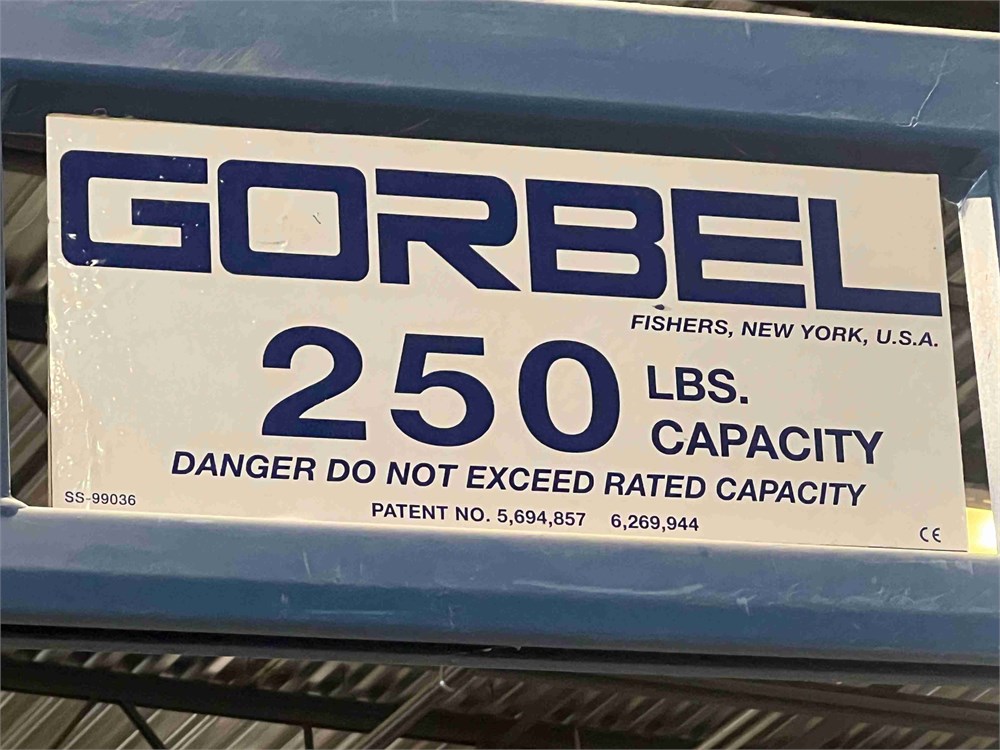 GORBEL
FISHERS, NEW YORK, U.S.A.
250 LBS. CAPACITY
DANGER DO NOT EXCEED RATED CAPACITY
SS-99036
PATENT NO. 5,694,857 6,269,944
CE